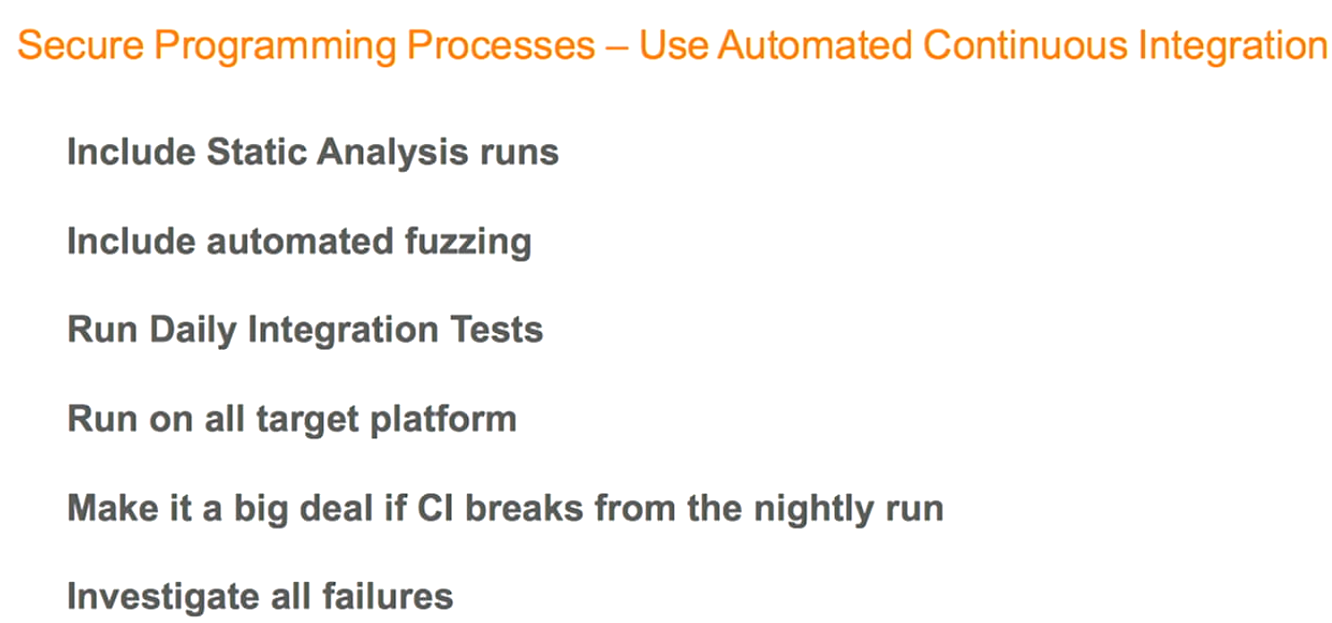 Secure Programming Processes – Use Automated Continuous Integration
Include Static Analysis runs
Include automated fuzzing
Run Daily Integration Tests
Run on all target platform
Make it a big deal if CI breaks from the nightly run
Investigate all failures